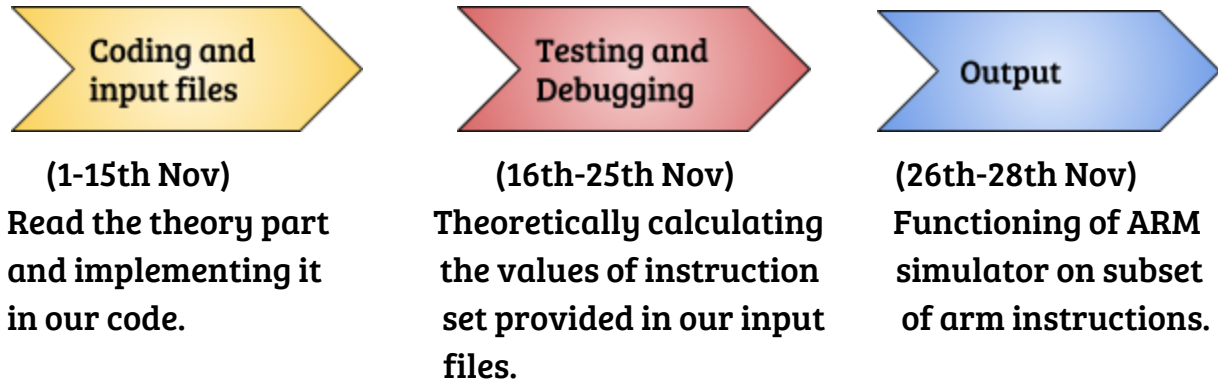 Coding and
input files
(1-15th Nov)
Read the theory part
and implementing it
in our code.
Testing and
Debugging
(16th-25th Nov)
Theoretically calculating
the values of instruction
set provided in our input
files.
Output
(26th-28th Nov)
Functioning of ARM
simulator on subset
of arm instructions.